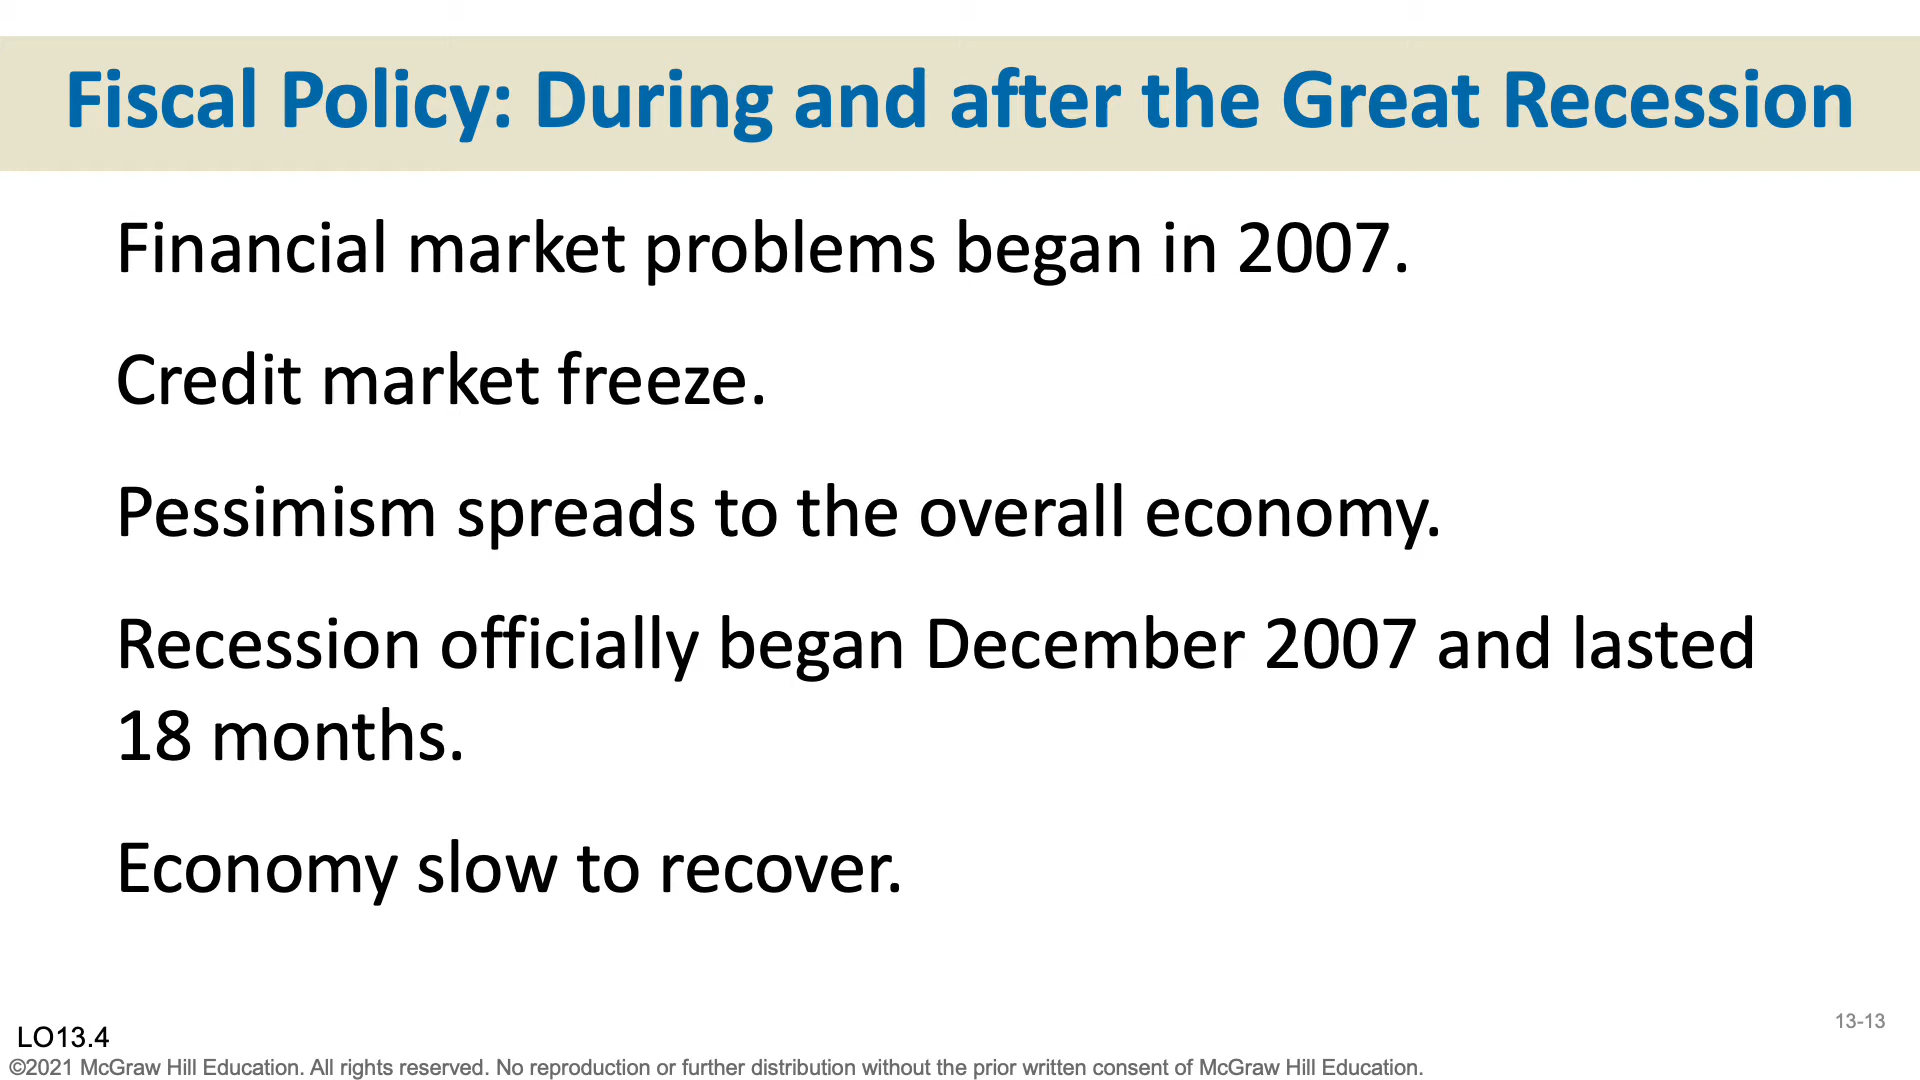 Fiscal Policy: During and after the Great Recession
Financial market problems began in 2007.
Credit market freeze.
Pessimism spreads to the overall economy.
Recession officially began December 2007 and lasted
18 months.
Economy slow to recover.
13-13
LO13.4
©2021 McGraw Hill Education. All rights reserved. No reproduction or further distribution without the prior written consent of McGraw Hill Education.